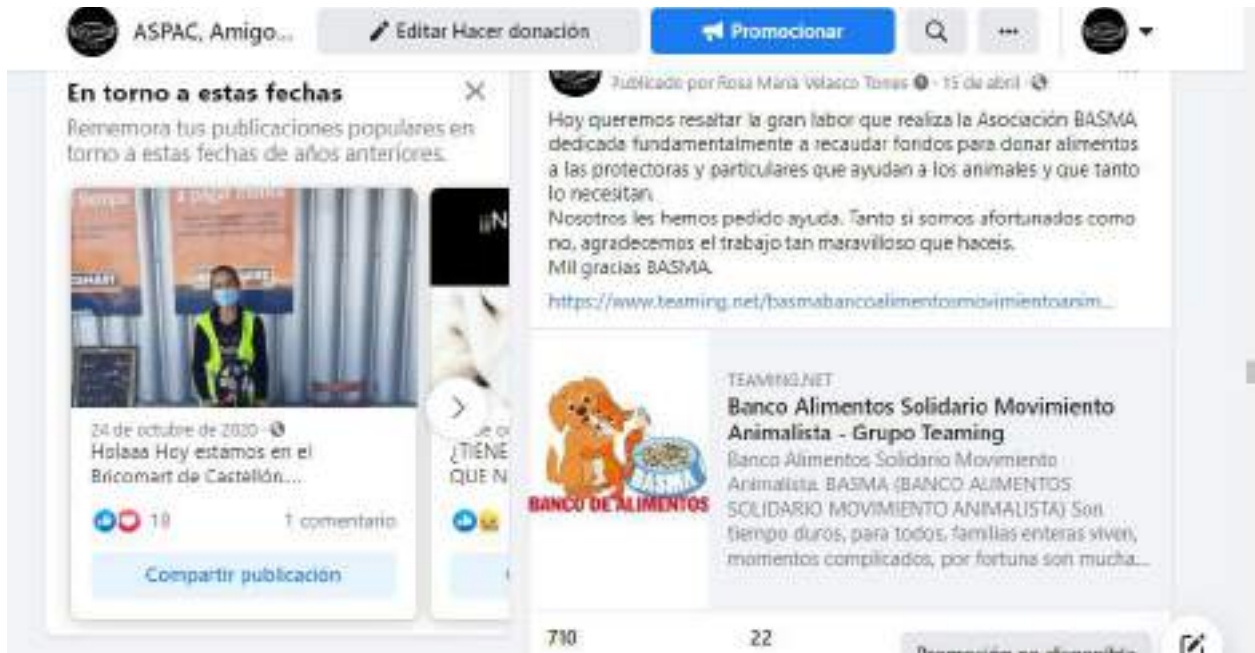 ASPAC, Amigo...
Editar Hacer donación
Promocionar
En torno a estas fechas
Rememora tus publicaciones populares en
torno a estas fechas de años anteriores.
24 de octubre de 2020
Holaaa Hoy estamos en el
Bricomart de Castellón....
18
1 comentario
Compartir publicación
¡¡N
¿TIENE
QUE N
Publicado por Rosa María Velasco Torres · 15 de abril ·
Hoy queremos resaltar la gran labor que realiza la Asociación BASMA
dedicada fundamentalmente a recaudar fondos para donar alimentos
a las protectoras y particulares que ayudan a los animales y que tanto
lo necesitan.
Nosotros les hemos pedido ayuda. Tanto si somos afortunados como
no, agradecemos el trabajo tan maravilloso que haceis.
Mil gracias BASMA.
https://www.teaming.net/basmabancoalimentosmovimientoanim...
BANCO DE ALIMENTOS
TEAMING.NET
Banco Alimentos Solidario Movimiento
Animalista - Grupo Teaming
Banco Alimentos Solidario Movimiento
Animalista. BASMA (BANCO ALIMENTOS
SOLIDARIO MOVIMIENTO ANIMALISTA) Son
tiempo duros, para todos, familias enteras viven,
momentos complicados, por fortuna son mucha...
710
22
Promoción no disponible